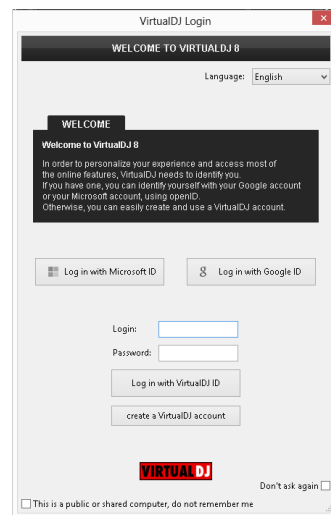 VirtualDJ Login
WELCOME TO VIRTUALDJ 8
Language: English
WELCOME
Welcome to VirtualDJ 8
In order to personalize your experience and access most of
the online features, VirtualDJ needs to identify you.
If you have one, you can identify yourself with your Google account
or your Microsoft account, using openID.
Otherwise, you can easily create and use a VirtualDJ account.
Log in with Microsoft ID
8 Log in with Google ID
Login:
Password:
Log in with VirtualDJ ID
create a VirtualDJ account
VIRTUAL DJ
Don't ask again
This is a public or shared computer, do not remember me